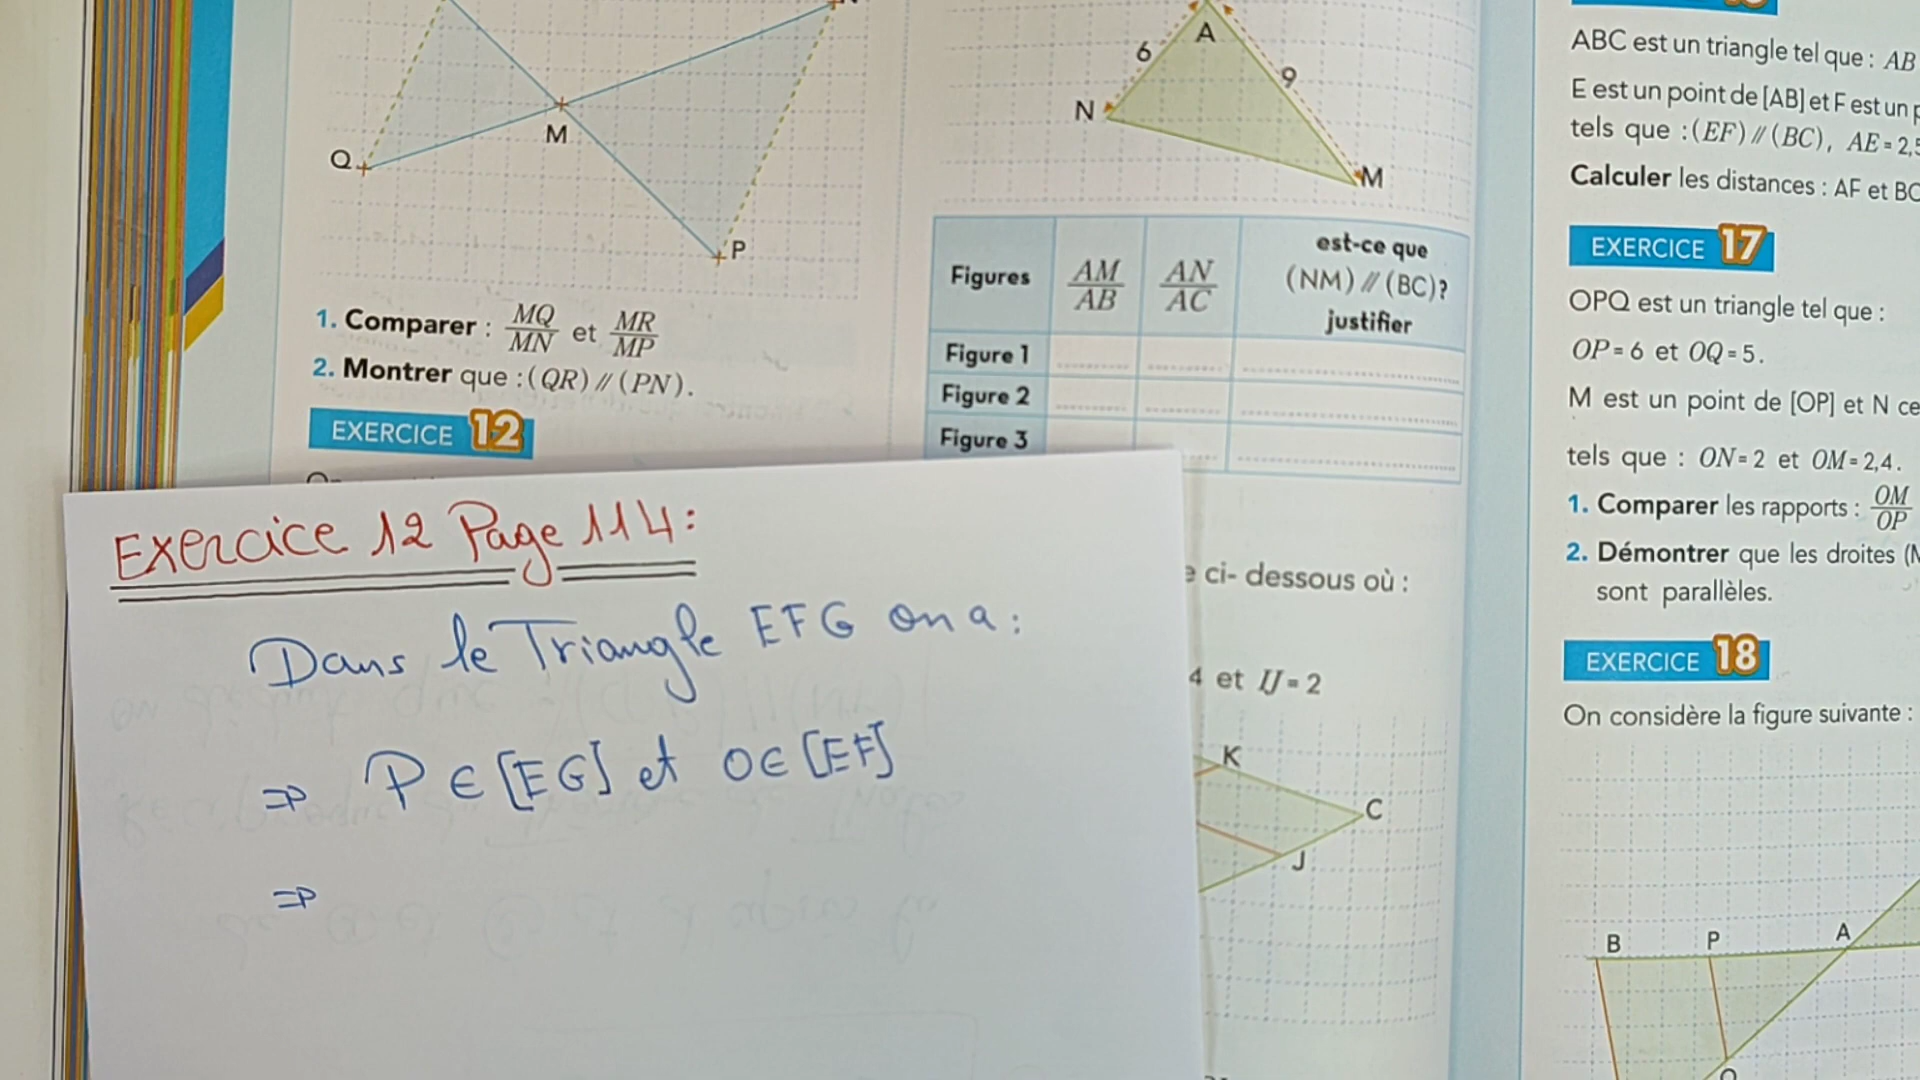 M
Q
P
1. Comparer : MQ/MN et MR/MP
2. Montrer que :(QR) // (PN).
EXERCICE 12
Exercice 12 Page 114:
Dans le Triangle EFG on a:
⇒ P ∈ [EG] et O ∈ [EF]
⇒
A
6
9
N
M
Figures AM/AB AN/AC est-ce que (NM) // (BC)? justifier
Figure 1
Figure 2
Figure 3
ci- dessous où :
4 et IJ = 2
K
C
J
ABC est un triangle tel que : AB
E est un point de [AB] et F est un
tels que : (EF) // (BC), AE = 2,5
Calculer les distances : AF et BC
EXERCICE 17
OPQ est un triangle tel que :
OP = 6 et OQ = 5.
M est un point de [OP] et N ce
tels que : ON = 2 et OM = 2,4.
1. Comparer les rapports : OM/OP
2. Démontrer que les droites (M
sont parallèles.
EXERCICE 18
On considère la figure suivante :
B P A